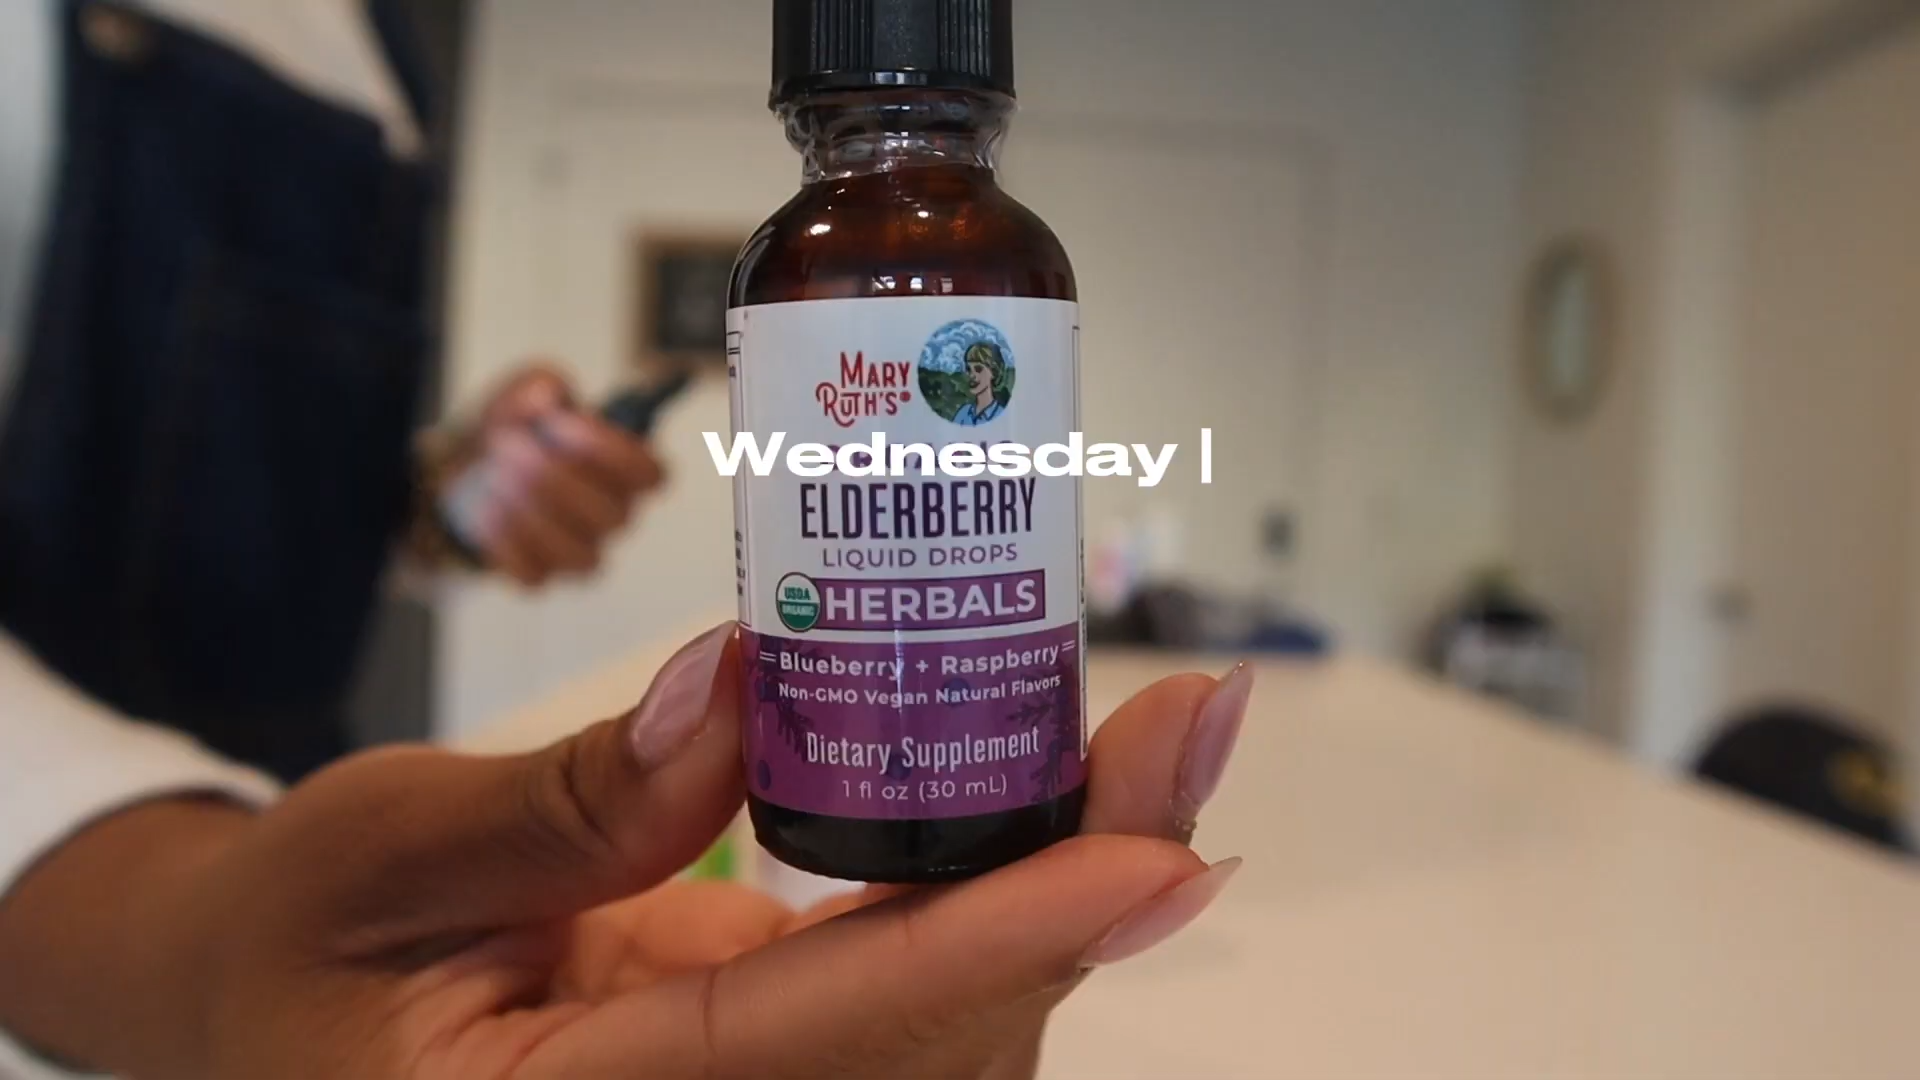 MARY
RUTH'S®
Wednesday |
ELDERBERRY
LIQUID DROPS
USDA
ORGANIC
HERBALS
Blueberry + Raspberry
Non-GMO Vegan Natural Flavors
Dietary Supplement
1 fl oz (30 mL)